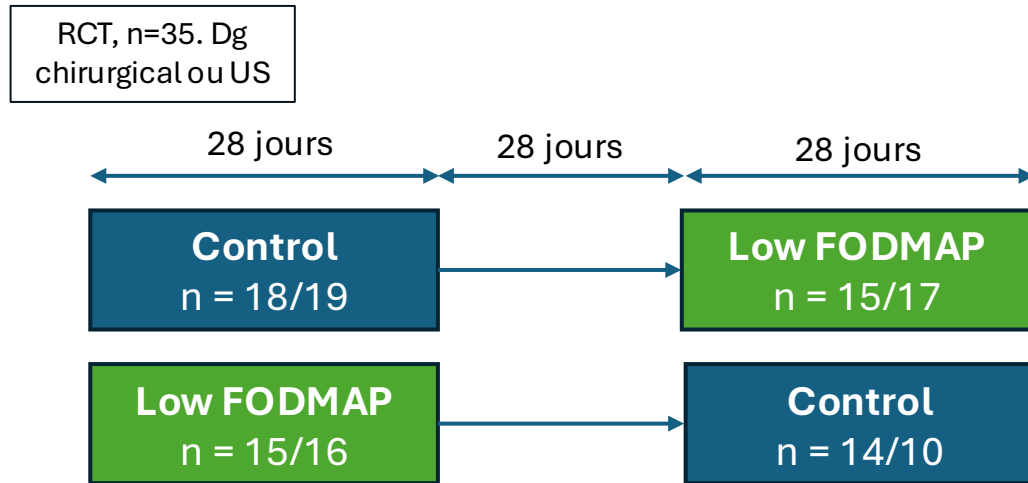 RCT, n=35. Dg
chirurgical ou US
28 jours
28 jours
28 jours
Control
n = 18/19
Low FODMAP
n = 15/17
Low FODMAP
n = 15/16
Control
n = 14/10